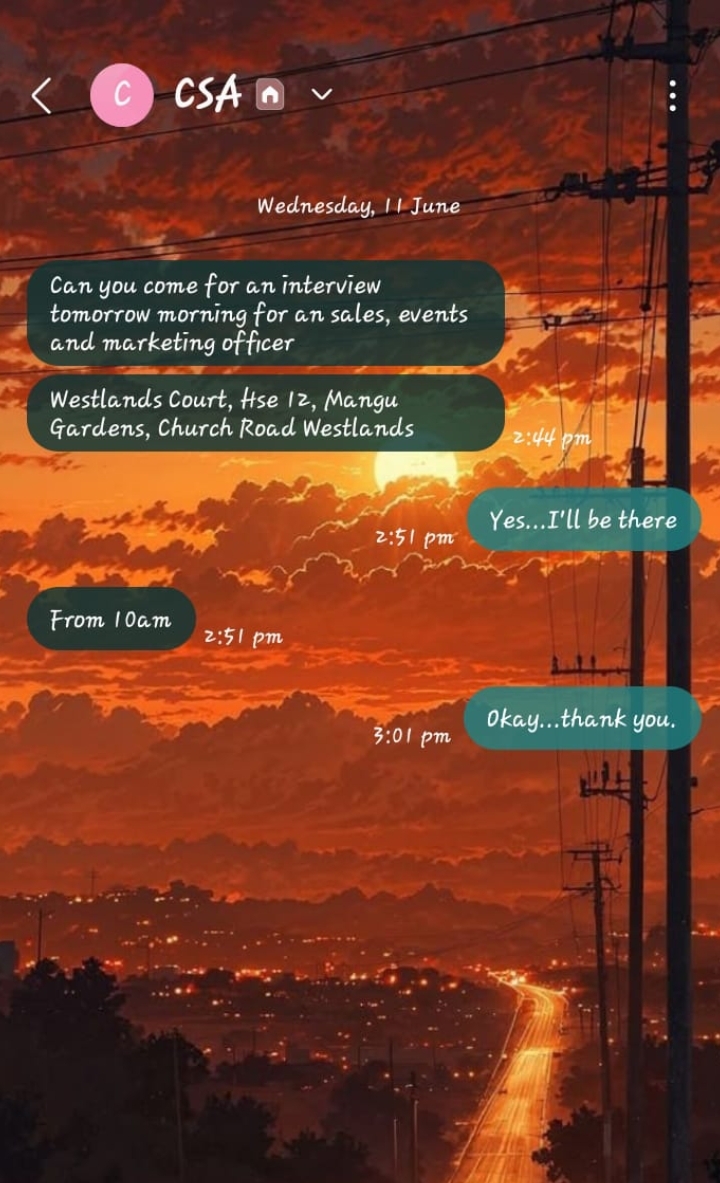 C
CSA
Wednesday, 11 June
Can you come for an interview
tomorrow morning for an sales, events
and marketing officer
Westlands Court, Hse 12, Mangu
Gardens, Church Road Westlands
2:44 pm
Yes...I'll be there
2:51 pm
From 10am
2:51 pm
Okay...thank you.
3:01 pm